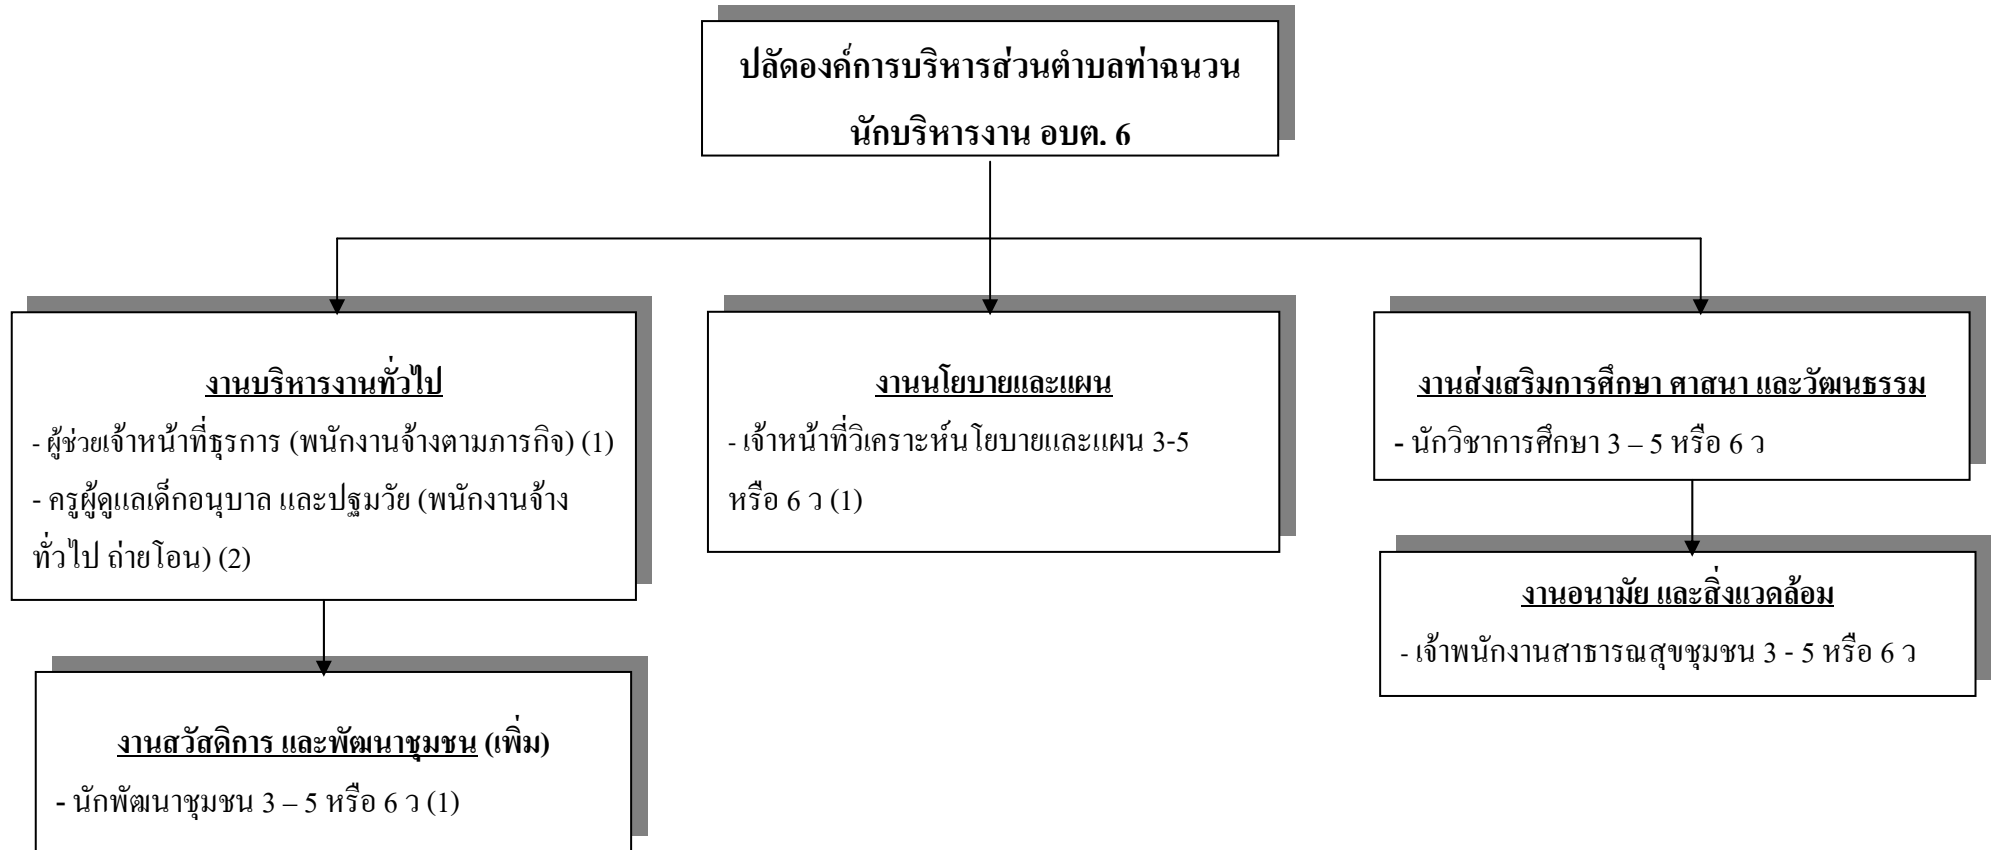 ปลัดองค์การบริหารส่วนตำบลท่าฉนวน
นักบริหารงาน อบต. 6
งานบริหารงานทั่วไป
- ผู้ช่วยเจ้าหน้าที่ธุรการ (พนักงานจ้างตามภารกิจ) (1)
- ครูผู้ดูแลเด็กอนุบาล และปฐมวัย (พนักงานจ้าง
ทั่วไป ถ่ายโอน) (2)
งานนโยบายและแผน
- เจ้าหน้าที่วิเคราะห์นโยบายและแผน 3-5
หรือ 6 ว (1)
งานส่งเสริมการศึกษา ศาสนา และวัฒนธรรม
- นักวิชาการศึกษา 3 – 5 หรือ 6 ว
งานอนามัย และสิ่งแวดล้อม
- เจ้าพนักงานสาธารณสุขชุมชน 3 - 5 หรือ 6 ว
งานสวัสดิการ และพัฒนาชุมชน (เพิ่ม)
- นักพัฒนาชุมชน 3 – 5 หรือ 6 ว (1)